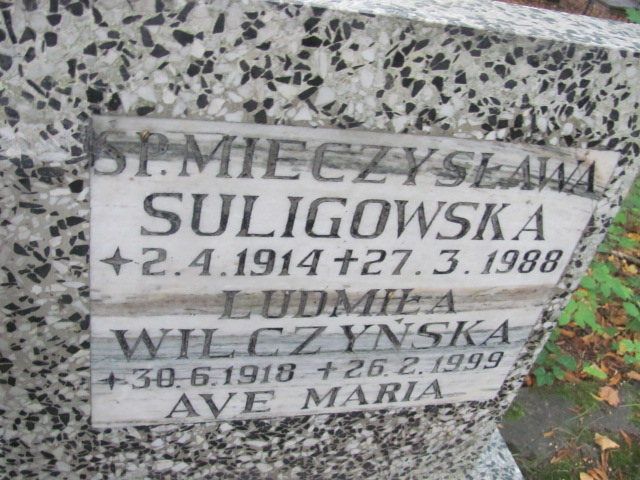 ŚP. MIECZYSŁAWA
SULIGOWSKA
✦2.4.1914 +27.3.1988
LUDMIŁA
WILCZYŃSKA
✦30.6.1918 +26.2.1999
AVE MARIA